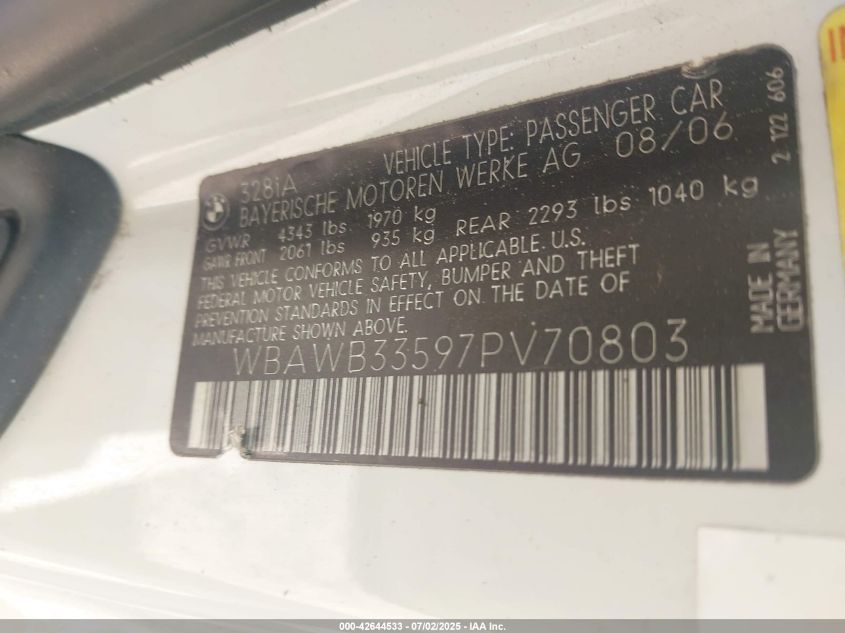 3281A VEHICLE TYPE: PASSENGER CAR
BAYERISCHE MOTOREN WERKE AG 08/06
GVWR 4343 lbs 1970 kg
GAWR FRONT 2061 lbs 935 kg REAR 2293 lbs 1040 kg
THIS VEHICLE CONFORMS TO ALL APPLICABLE U.S.
FEDERAL MOTOR VEHICLE SAFETY, BUMPER AND THEFT
PREVENTION STANDARDS IN EFFECT ON THE DATE OF
MANUFACTURE SHOWN ABOVE.
WBAWB33597PV70803
MADE IN
GERMANY
2 122 606
000-42644533 - 07/02/2025 - IAA Inc.